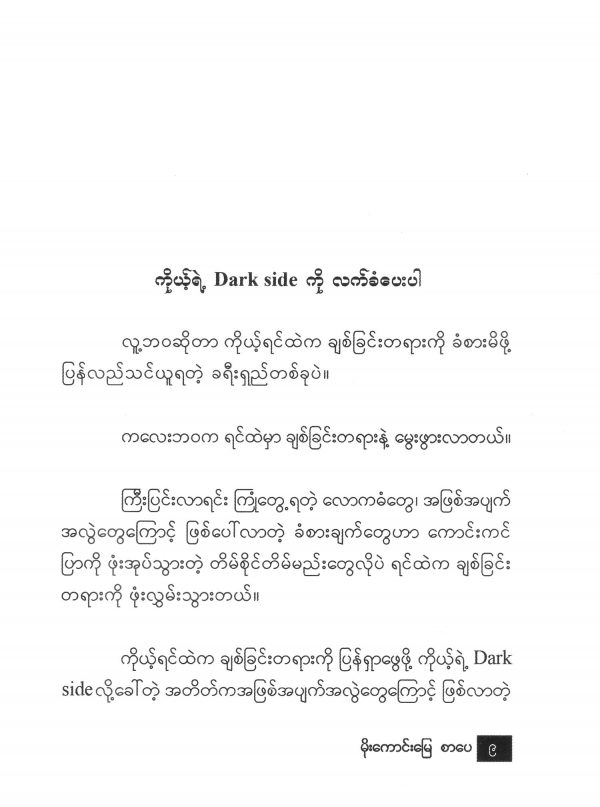 ကိုယ့်ရဲ့ Dark side ကို လက်ခံပေးပါ
လူ့ဘဝဆိုတာ ကိုယ့်ရင်ထဲက ချစ်ခြင်းတရားကို ခံစားမိဖို့
ပြန်လည်သင်ယူရတဲ့ ခရီးရှည်တစ်ခုပဲ။
ကလေးဘဝက ရင်ထဲမှာ ချစ်ခြင်းတရားနဲ့ မွေးဖွားလာတယ်။
ကြီးပြင်းလာရင်း ကြုံတွေ့ရတဲ့ လောကဓံတွေ၊ အဖြစ်အပျက်
အလွဲတွေကြောင့် ဖြစ်ပေါ်လာတဲ့ ခံစားချက်တွေဟာ ကောင်းကင်
ပြာကို ဖုံးအုပ်သွားတဲ့ တိမ်စိုင်တိမ်မည်းတွေလိုပဲ ရင်ထဲက ချစ်ခြင်း
တရားကို ဖုံးလွှမ်းသွားတယ်။
ကိုယ့်ရင်ထဲက ချစ်ခြင်းတရားကို ပြန်ရှာဖွေဖို့ ကိုယ့်ရဲ့ Dark
side လို့ခေါ်တဲ့ အတိတ်ကအဖြစ်အပျက်အလွဲတွေကြောင့် ဖြစ်လာတဲ့
မိုးကောင်းမြေ စာပေ ၉